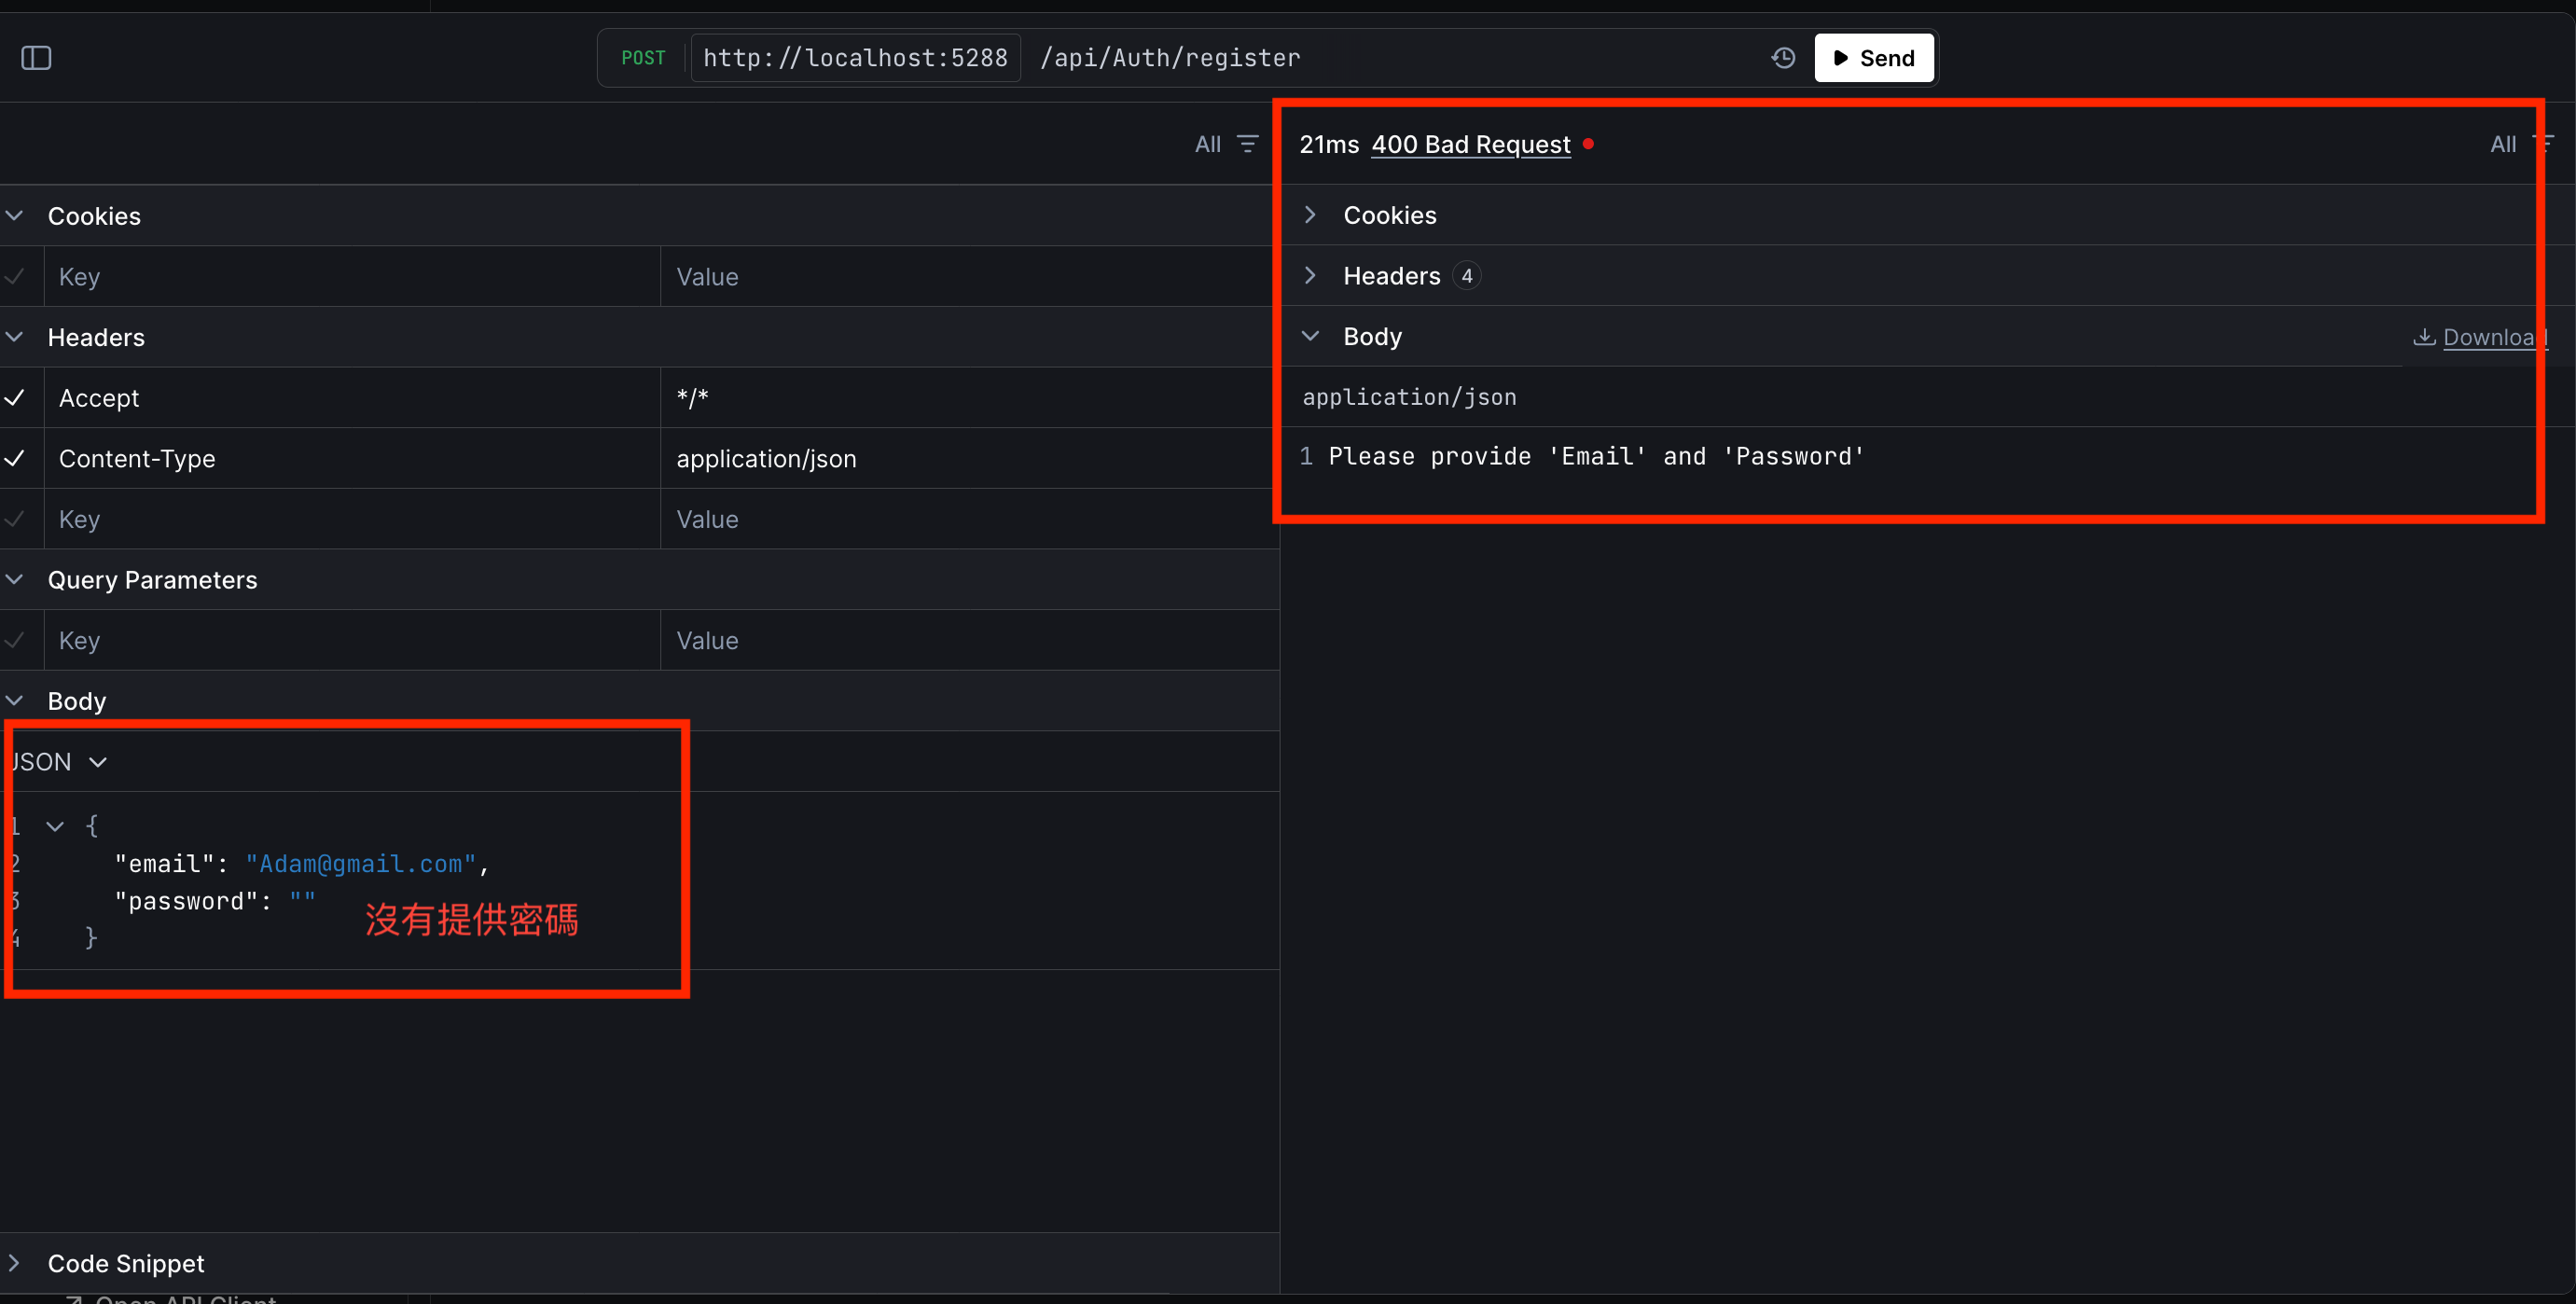 POST http://localhost:5288 /api/Auth/register Send
All
21ms 400 Bad Request All
Cookies
Key Value
Headers
Accept */*
Content-Type application/json
Key Value
Query Parameters
Key Value
Body
JSON
1 {
2 "email": "Adam@gmail.com",
3 "password": ""
沒有提供密碼
4 }
Code Snippet
Open API Client
Cookies
Headers 4
Body Download
application/json
1 Please provide 'Email' and 'Password'